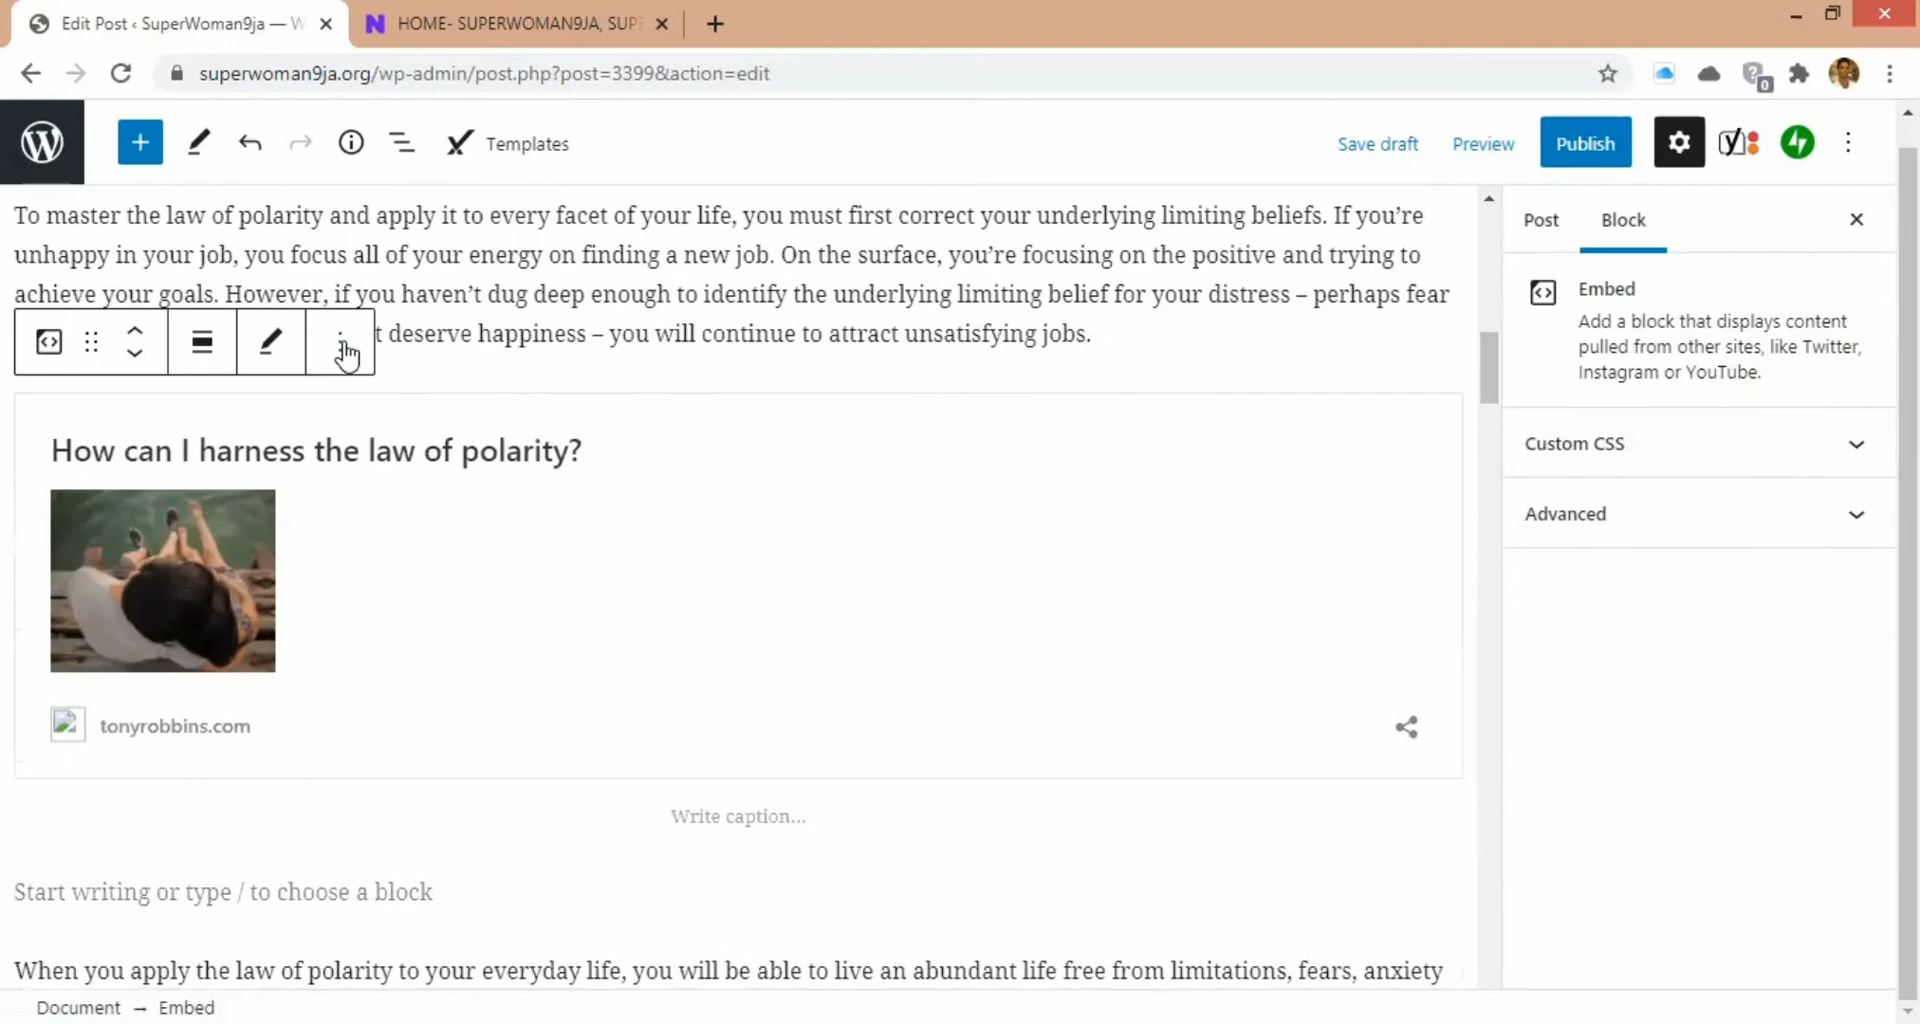 Edit Post ‹ SuperWoman9ja — W
HOME- SUPERWOMAN9JA, SUPE
superwoman9ja.org/wp-admin/post.php?post=3399&action=edit
0
Templates
Save draft
Preview
Publish
To master the law of polarity and apply it to every facet of your life, you must first correct your underlying limiting beliefs. If you’re
unhappy in your job, you focus all of your energy on finding a new job. On the surface, you’re focusing on the positive and trying to
achieve your goals. However, if you haven’t dug deep enough to identify the underlying limiting belief for your distress – perhaps fear
t deserve happiness – you will continue to attract unsatisfying jobs.
How can I harness the law of polarity?
tonyrobbins.com
Write caption...
Start writing or type / to choose a block
When you apply the law of polarity to your everyday life, you will be able to live an abundant life free from limitations, fears, anxiety
Document → Embed
Post
Block
Embed
Add a block that displays content
pulled from other sites, like Twitter,
Instagram or YouTube.
Custom CSS
Advanced